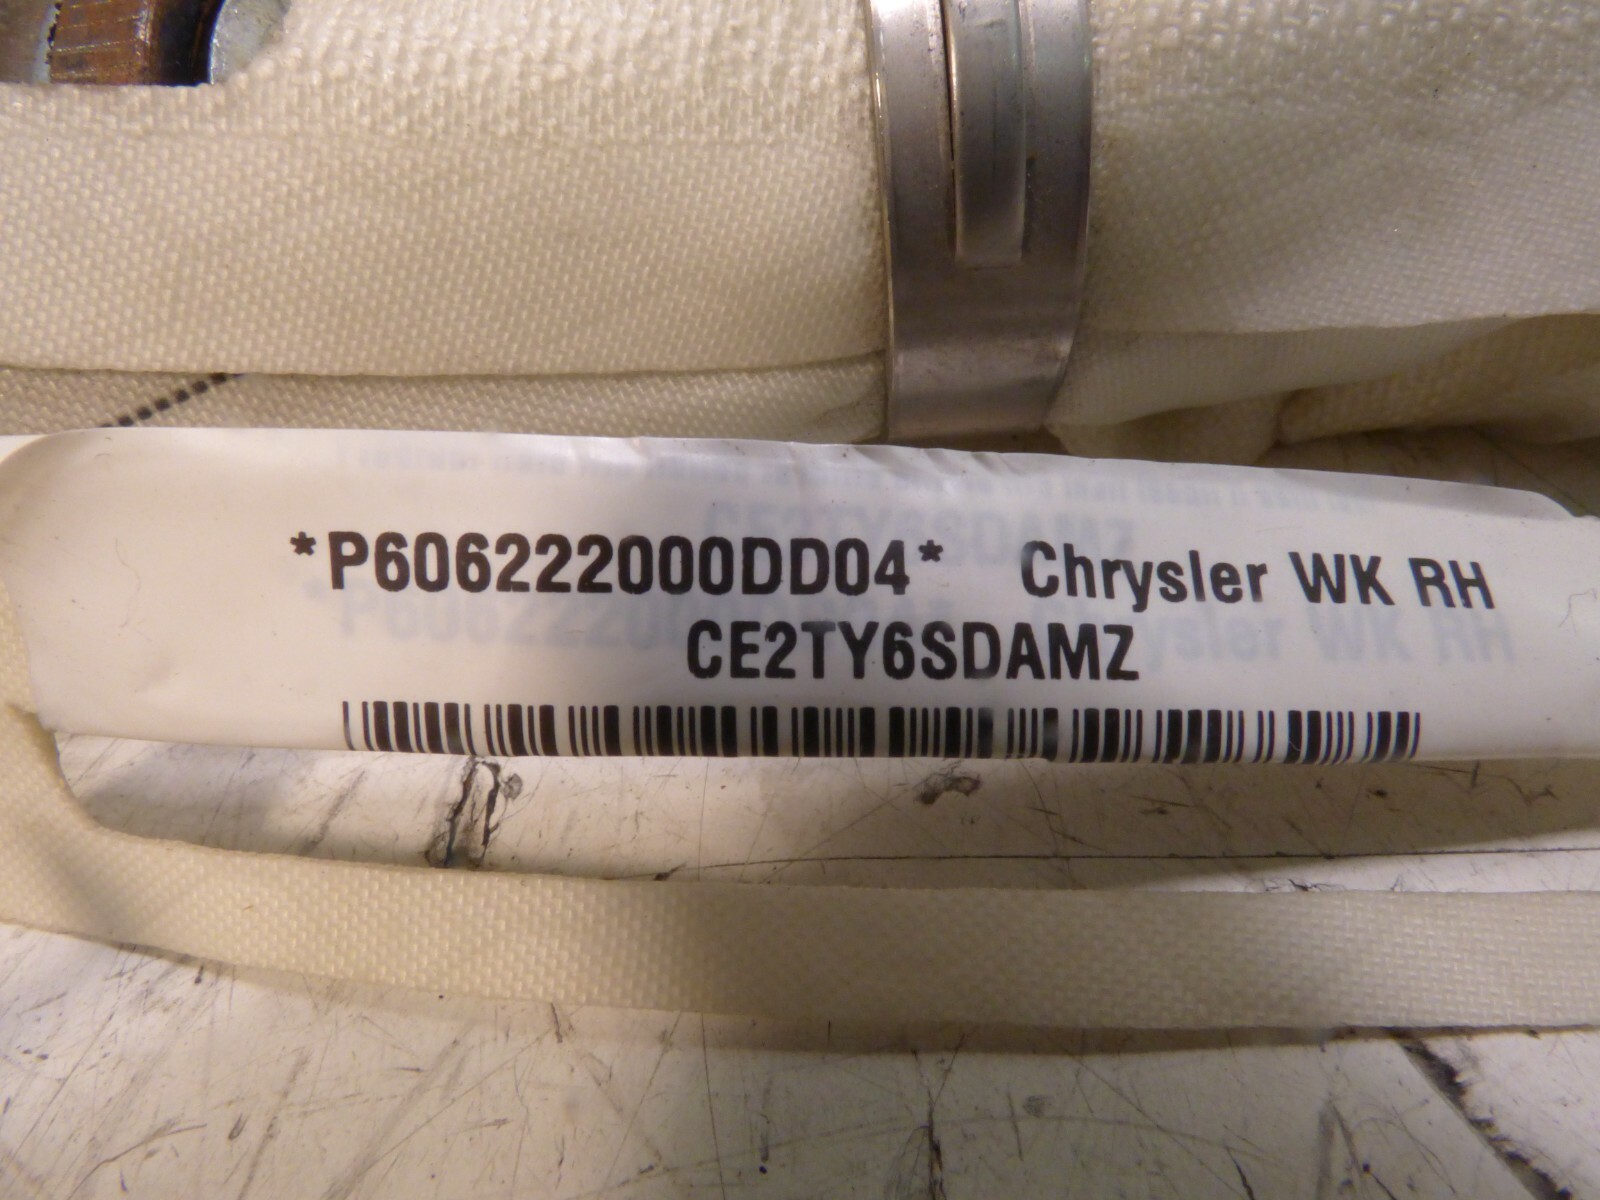 *P606222000DD04* Chrysler WK RH
CE2TY6SDAMZ